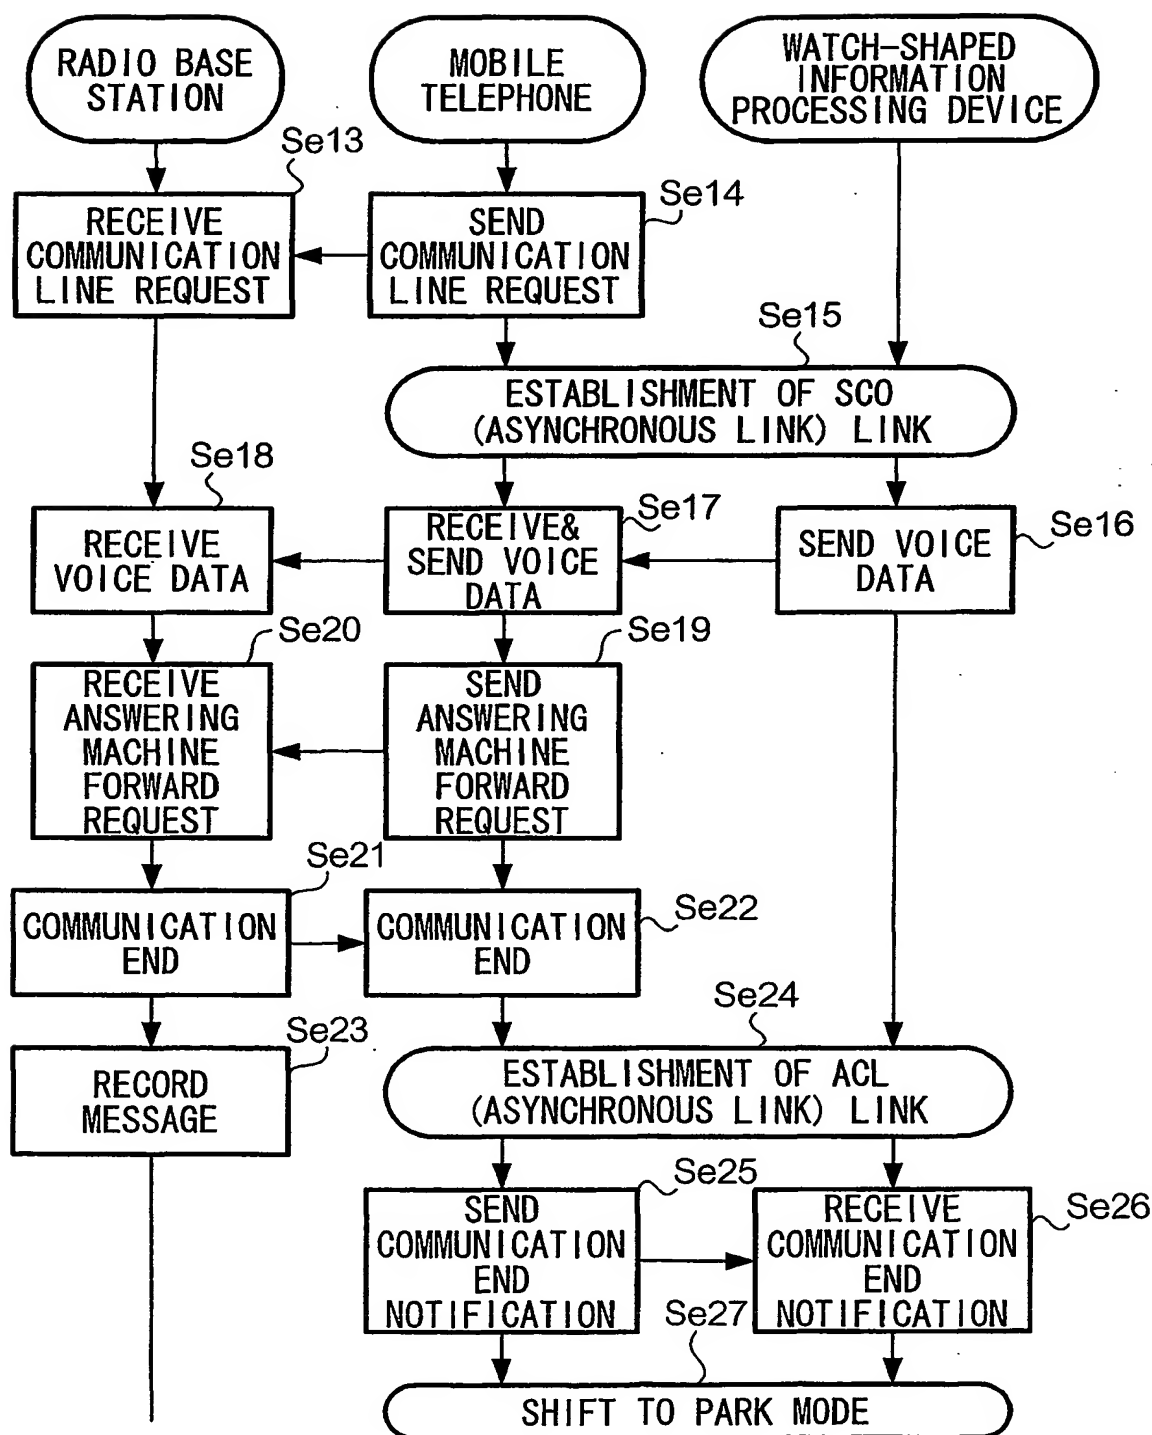 RADIO BASE
STATION
MOBILE
TELEPHONE
WATCH-SHAPED
INFORMATION
PROCESSING DEVICE
Se13
RECEIVE
COMMUNICATION
LINE REQUEST
Se14
SEND
COMMUNICATION
LINE REQUEST
Se15
ESTABLISHMENT OF SCO
(ASYNCHRONOUS LINK) LINK
Se18
RECEIVE
VOICE DATA
Se17
RECEIVE&
SEND VOICE
DATA
Se16
SEND VOICE
DATA
Se20
RECEIVE
ANSWERING
MACHINE
FORWARD
REQUEST
Se19
SEND
ANSWERING
MACHINE
FORWARD
REQUEST
Se21
COMMUNICATION
END
Se22
COMMUNICATION
END
Se23
RECORD
MESSAGE
Se24
ESTABLISHMENT OF ACL
(ASYNCHRONOUS LINK) LINK
Se25
SEND
COMMUNICATION
END
NOTIFICATION
Se26
RECEIVE
COMMUNICATION
END
NOTIFICATION
Se27
SHIFT TO PARK MODE